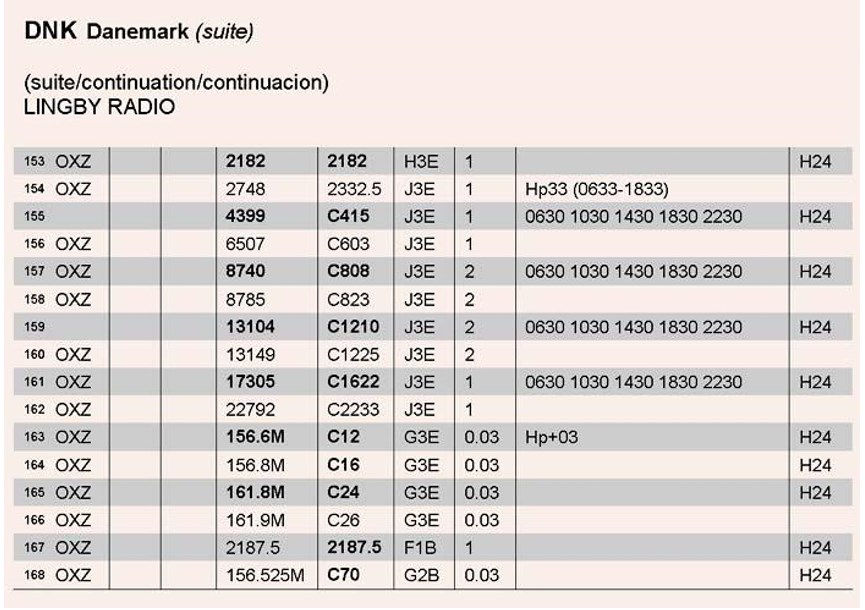 DNK Danemark (suite)
(suite/continuation/continuacion)
LINGBY RADIO
153 OXZ 2182 2182 H3E 1 H24
154 OXZ 2748 2332.5 J3E 1 Hp33 (0633-1833)
155 4399 C415 J3E 1 0630 1030 1430 1830 2230 H24
156 OXZ 6507 C603 J3E 1
157 OXZ 8740 C808 J3E 2 0630 1030 1430 1830 2230 H24
158 OXZ 8785 C823 J3E 2
159 13104 C1210 J3E 2 0630 1030 1430 1830 2230 H24
160 OXZ 13149 C1225 J3E 2
161 OXZ 17305 C1622 J3E 1 0630 1030 1430 1830 2230 H24
162 OXZ 22792 C2233 J3E 1
163 OXZ 156.6M C12 G3E 0.03 Hp+03 H24
164 OXZ 156.8M C16 G3E 0.03 H24
165 OXZ 161.8M C24 G3E 0.03 H24
166 OXZ 161.9M C26 G3E 0.03
167 OXZ 2187.5 2187.5 F1B 1 H24
168 OXZ 156.525M C70 G2B 0.03 H24